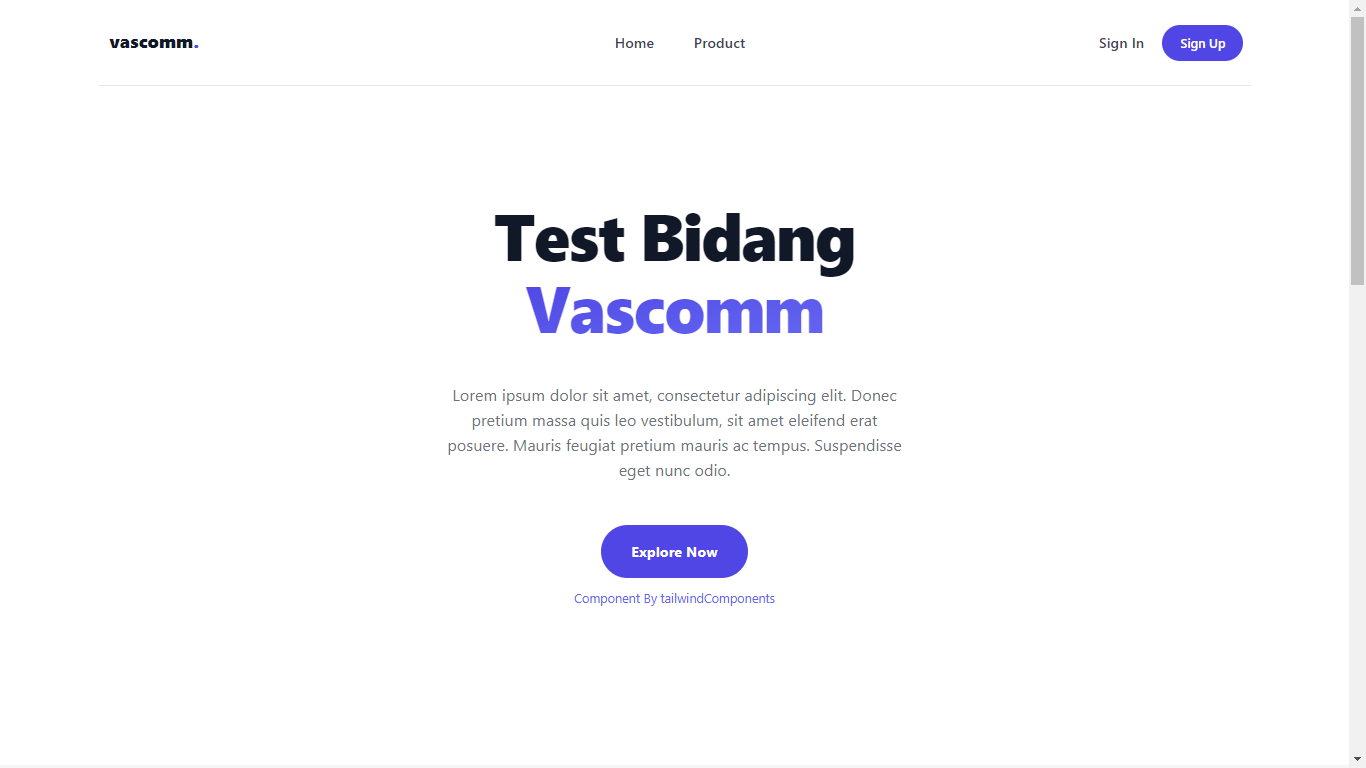 vascomm.
Home
Product
Sign In
Sign Up
Test Bidang
Vascomm
Lorem ipsum dolor sit amet, consectetur adipiscing elit. Donec
pretium massa quis leo vestibulum, sit amet eleifend erat
posuere. Mauris feugiat pretium mauris ac tempus. Suspendisse
eget nunc odio.
Explore Now
Component By tailwindComponents